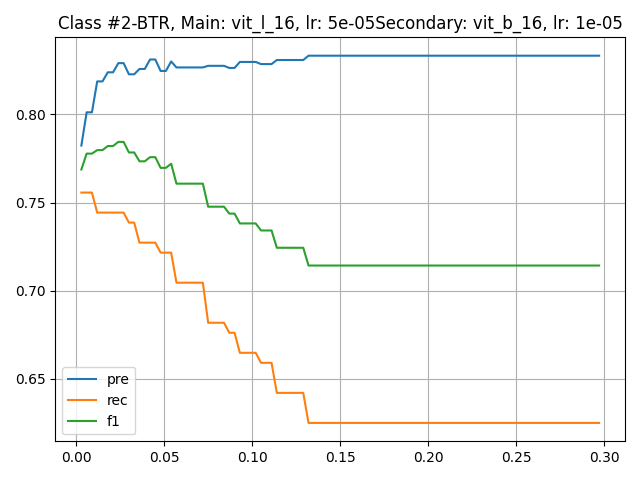 Class #2-BTR, Main: vit_l_16, lr: 5e-05Secondary: vit_b_16, lr: 1e-05
0.80
0.75
0.70
0.65
pre
rec
f1
0.00 0.05 0.10 0.15 0.20 0.25 0.30